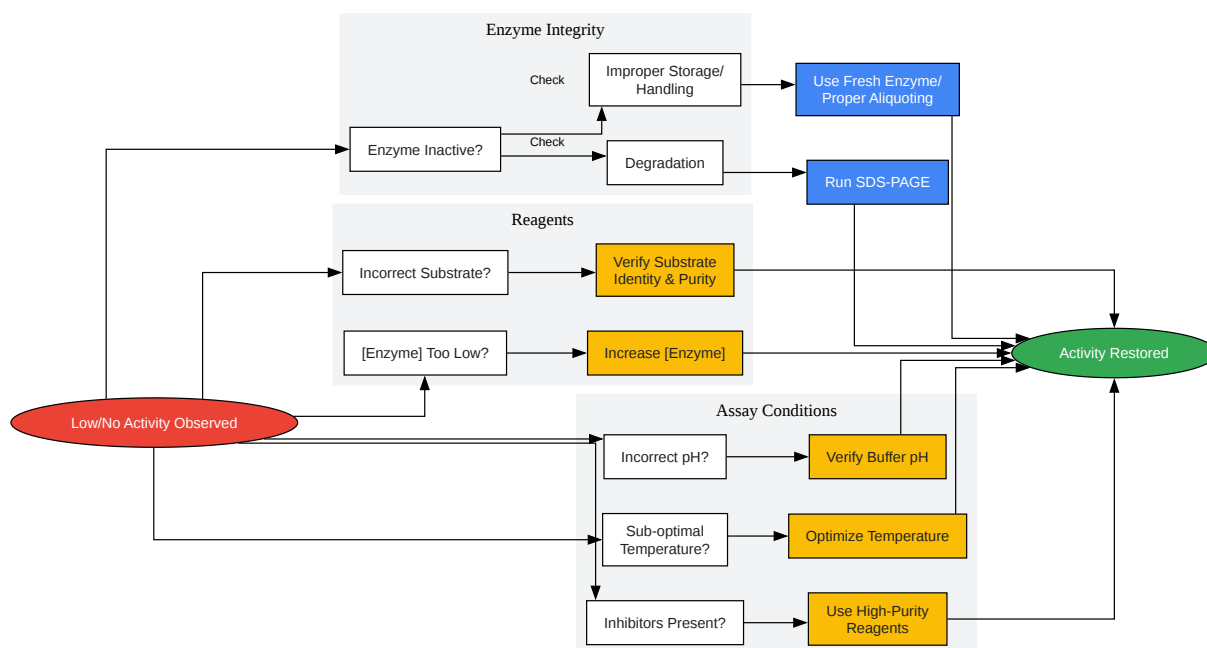 Enzyme Integrity
Check
Improper Storage/
Handling
Use Fresh Enzyme/
Proper Aliquoting
Enzyme Inactive?
Check
Degradation
Run SDS-PAGE
Reagents
Incorrect Substrate?
Verify Substrate
Identity & Purity
[Enzyme] Too Low?
Increase [Enzyme]
Activity Restored
Low/No Activity Observed
Assay Conditions
Incorrect pH?
Verify Buffer pH
Sub-optimal
Temperature?
Optimize Temperature
Inhibitors Present?
Use High-Purity
Reagents